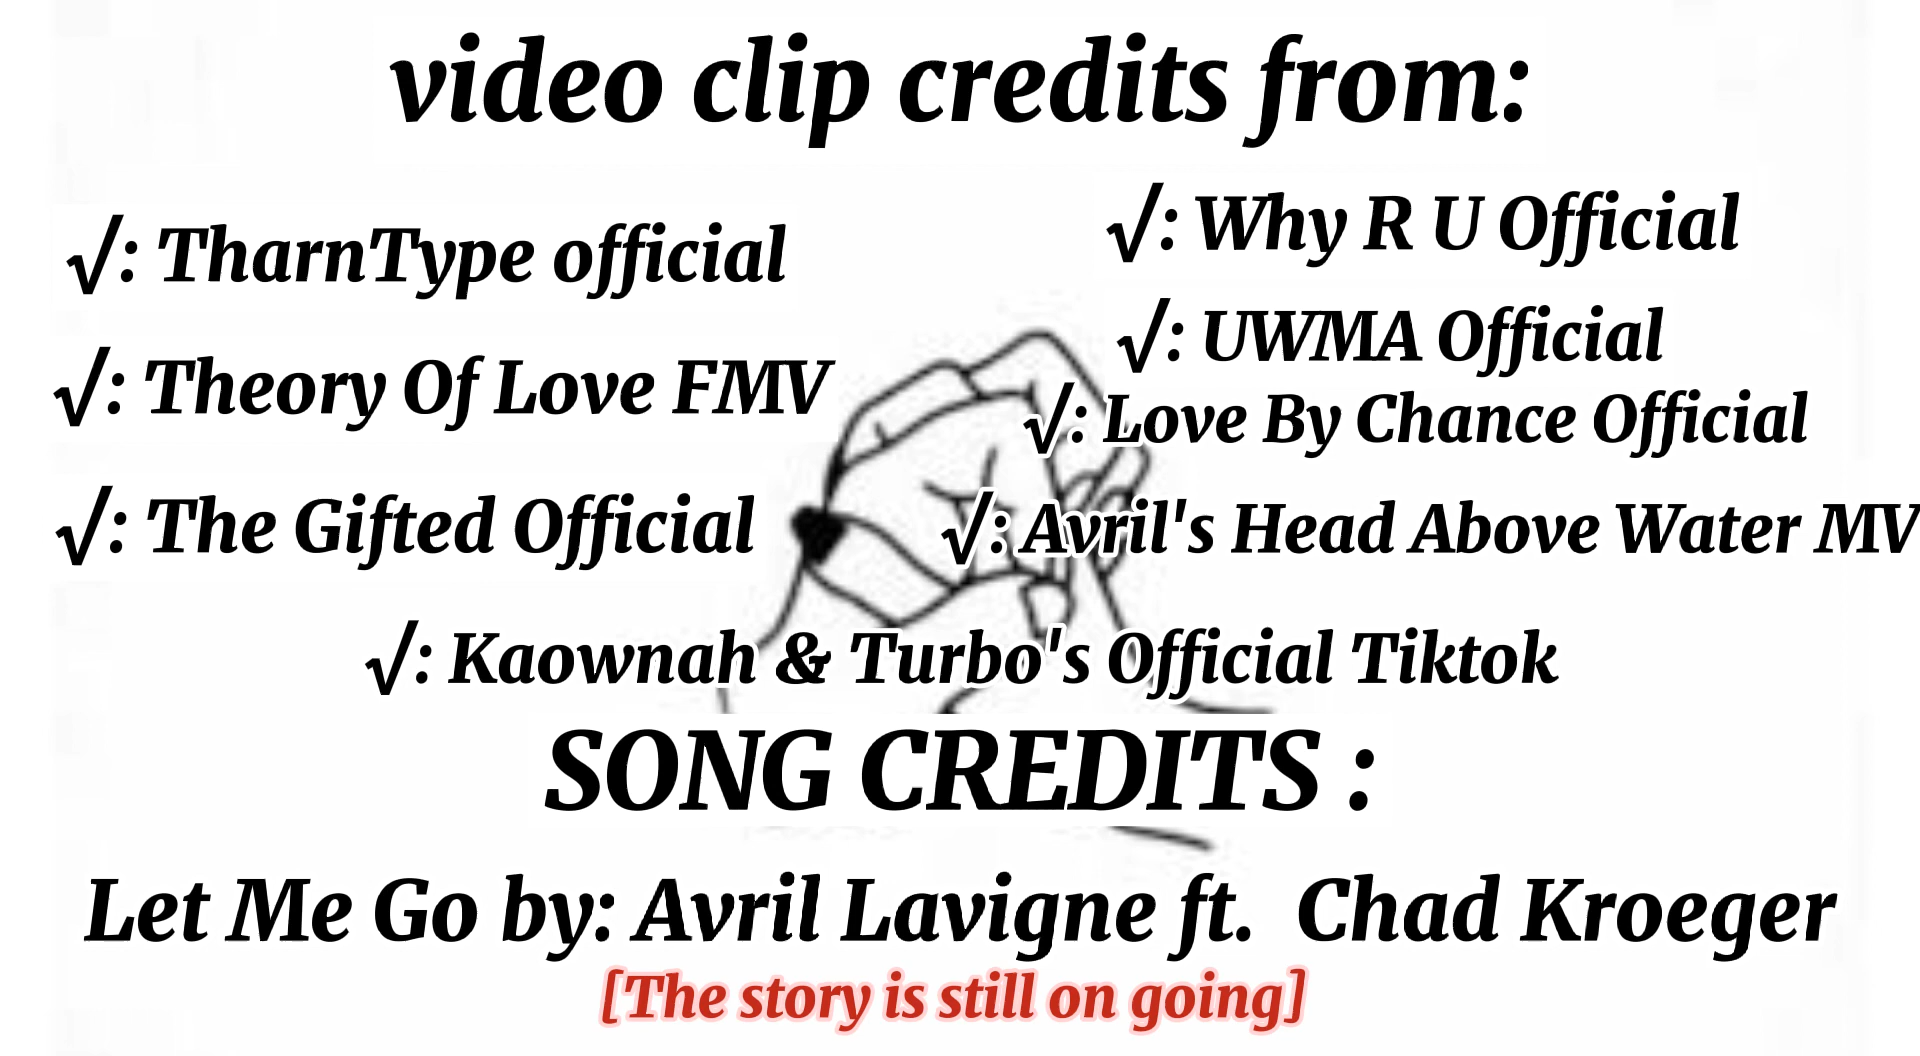 video clip credits from:
√: TharnType official
√: Theory Of Love FMV
√: The Gifted Official
√: Why R U Official
√: UWMA Official
√: Love By Chance Official
√: Avril's Head Above Water MV
√: Kaownah & Turbo's Official Tiktok
SONG CREDITS :
Let Me Go by: Avril Lavigne ft. Chad Kroeger
[The story is still on going]